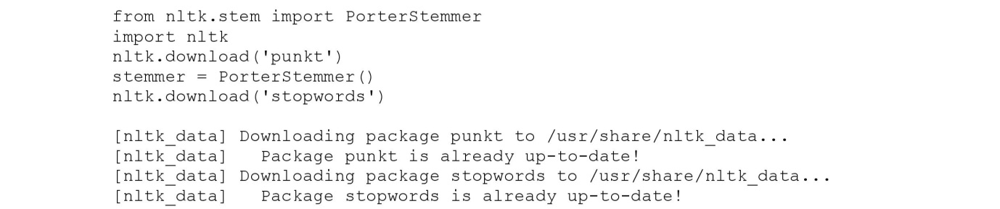 from nltk.stem import PorterStemmer
import nltk
nltk.download('punkt')
stemmer = PorterStemmer()
nltk.download('stopwords')

[nltk_data] Downloading package punkt to /usr/share/nltk_data...
[nltk_data]   Package punkt is already up-to-date!
[nltk_data] Downloading package stopwords to /usr/share/nltk_data...
[nltk_data]   Package stopwords is already up-to-date!